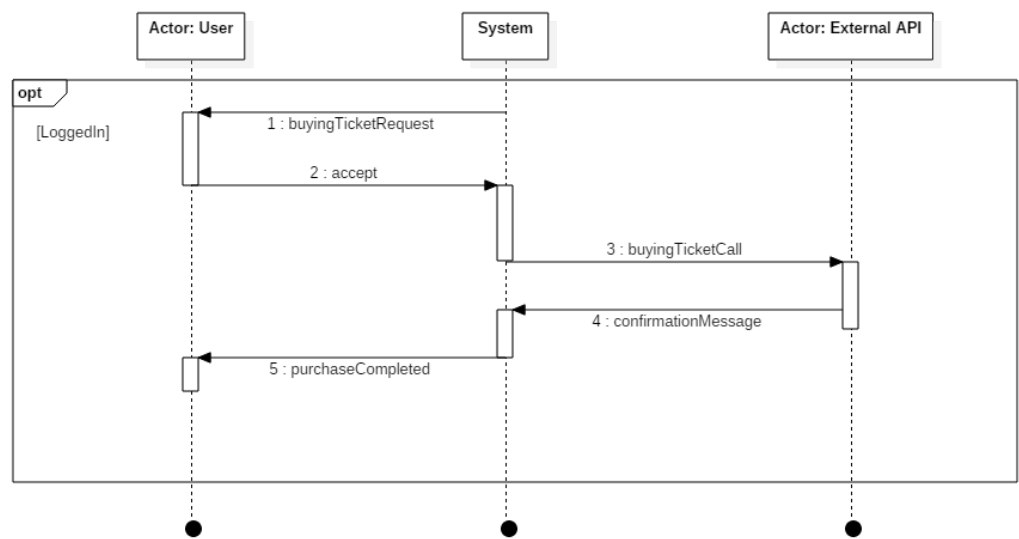 Actor: User
System
Actor: External API
opt
[LoggedIn]
1 : buyingTicketRequest
2 : accept
3 : buyingTicketCall
4 : confirmationMessage
5 : purchaseCompleted